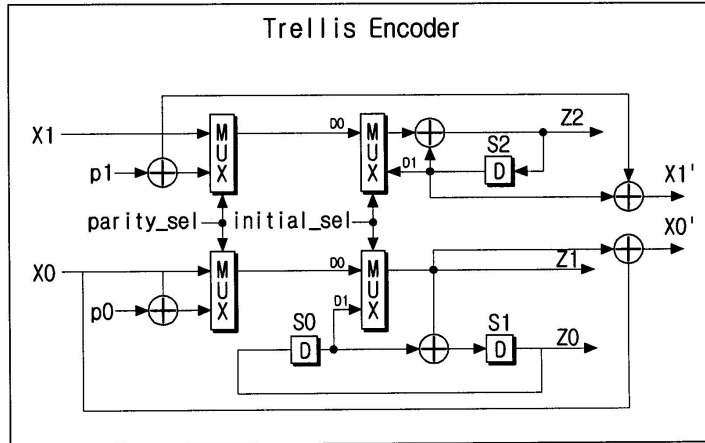 Trellis Encoder
X1
MUX
D0
MUX
Z2
S2
D1
D
p1
X1'
parity_sel
initial_sel
X0'
X0
MUX
D0
MUX
Z1
p0
D1
S0
D
S1
D
Z0